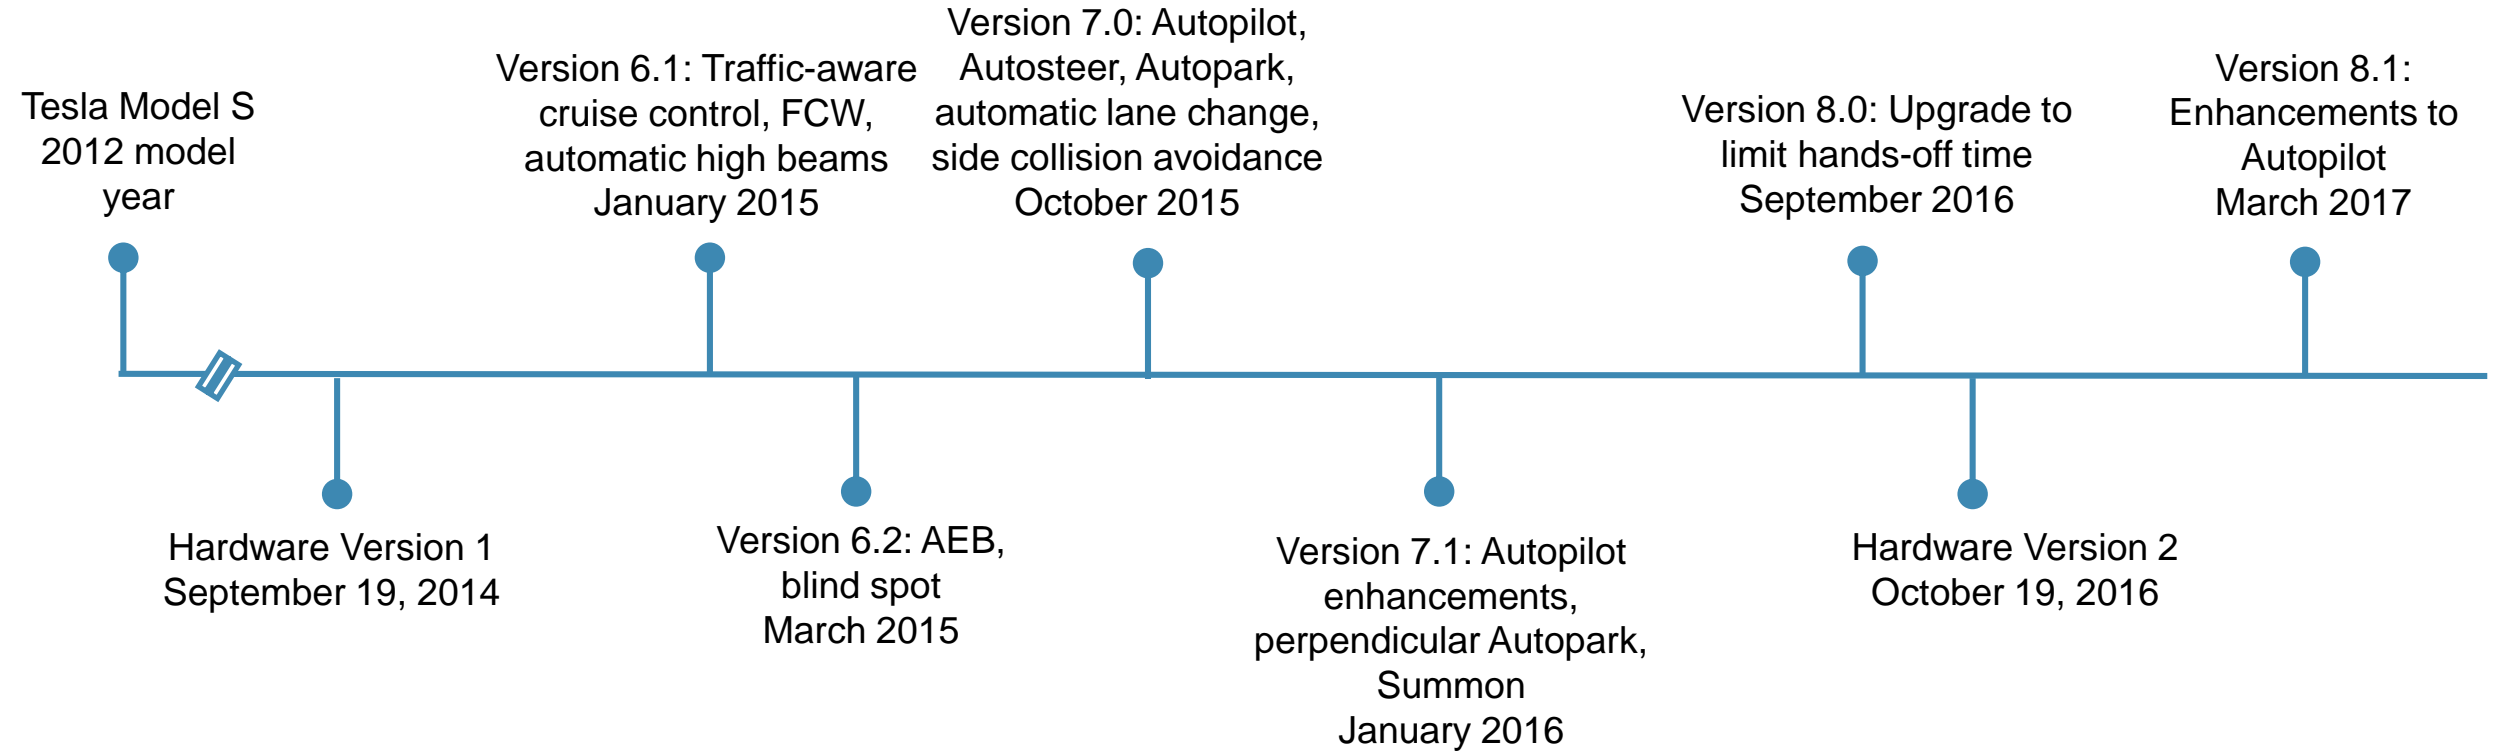 Tesla Model S
2012 model
year
Hardware Version 1
September 19, 2014
Version 6.1: Traffic-aware
cruise control, FCW,
automatic high beams
January 2015
Version 6.2: AEB,
blind spot
March 2015
Version 7.0: Autopilot,
Autosteer, Autopark,
automatic lane change,
side collision avoidance
October 2015
Version 7.1: Autopilot
enhancements,
perpendicular Autopark,
Summon
January 2016
Version 8.0: Upgrade to
limit hands-off time
September 2016
Hardware Version 2
October 19, 2016
Version 8.1:
Enhancements to
Autopilot
March 2017